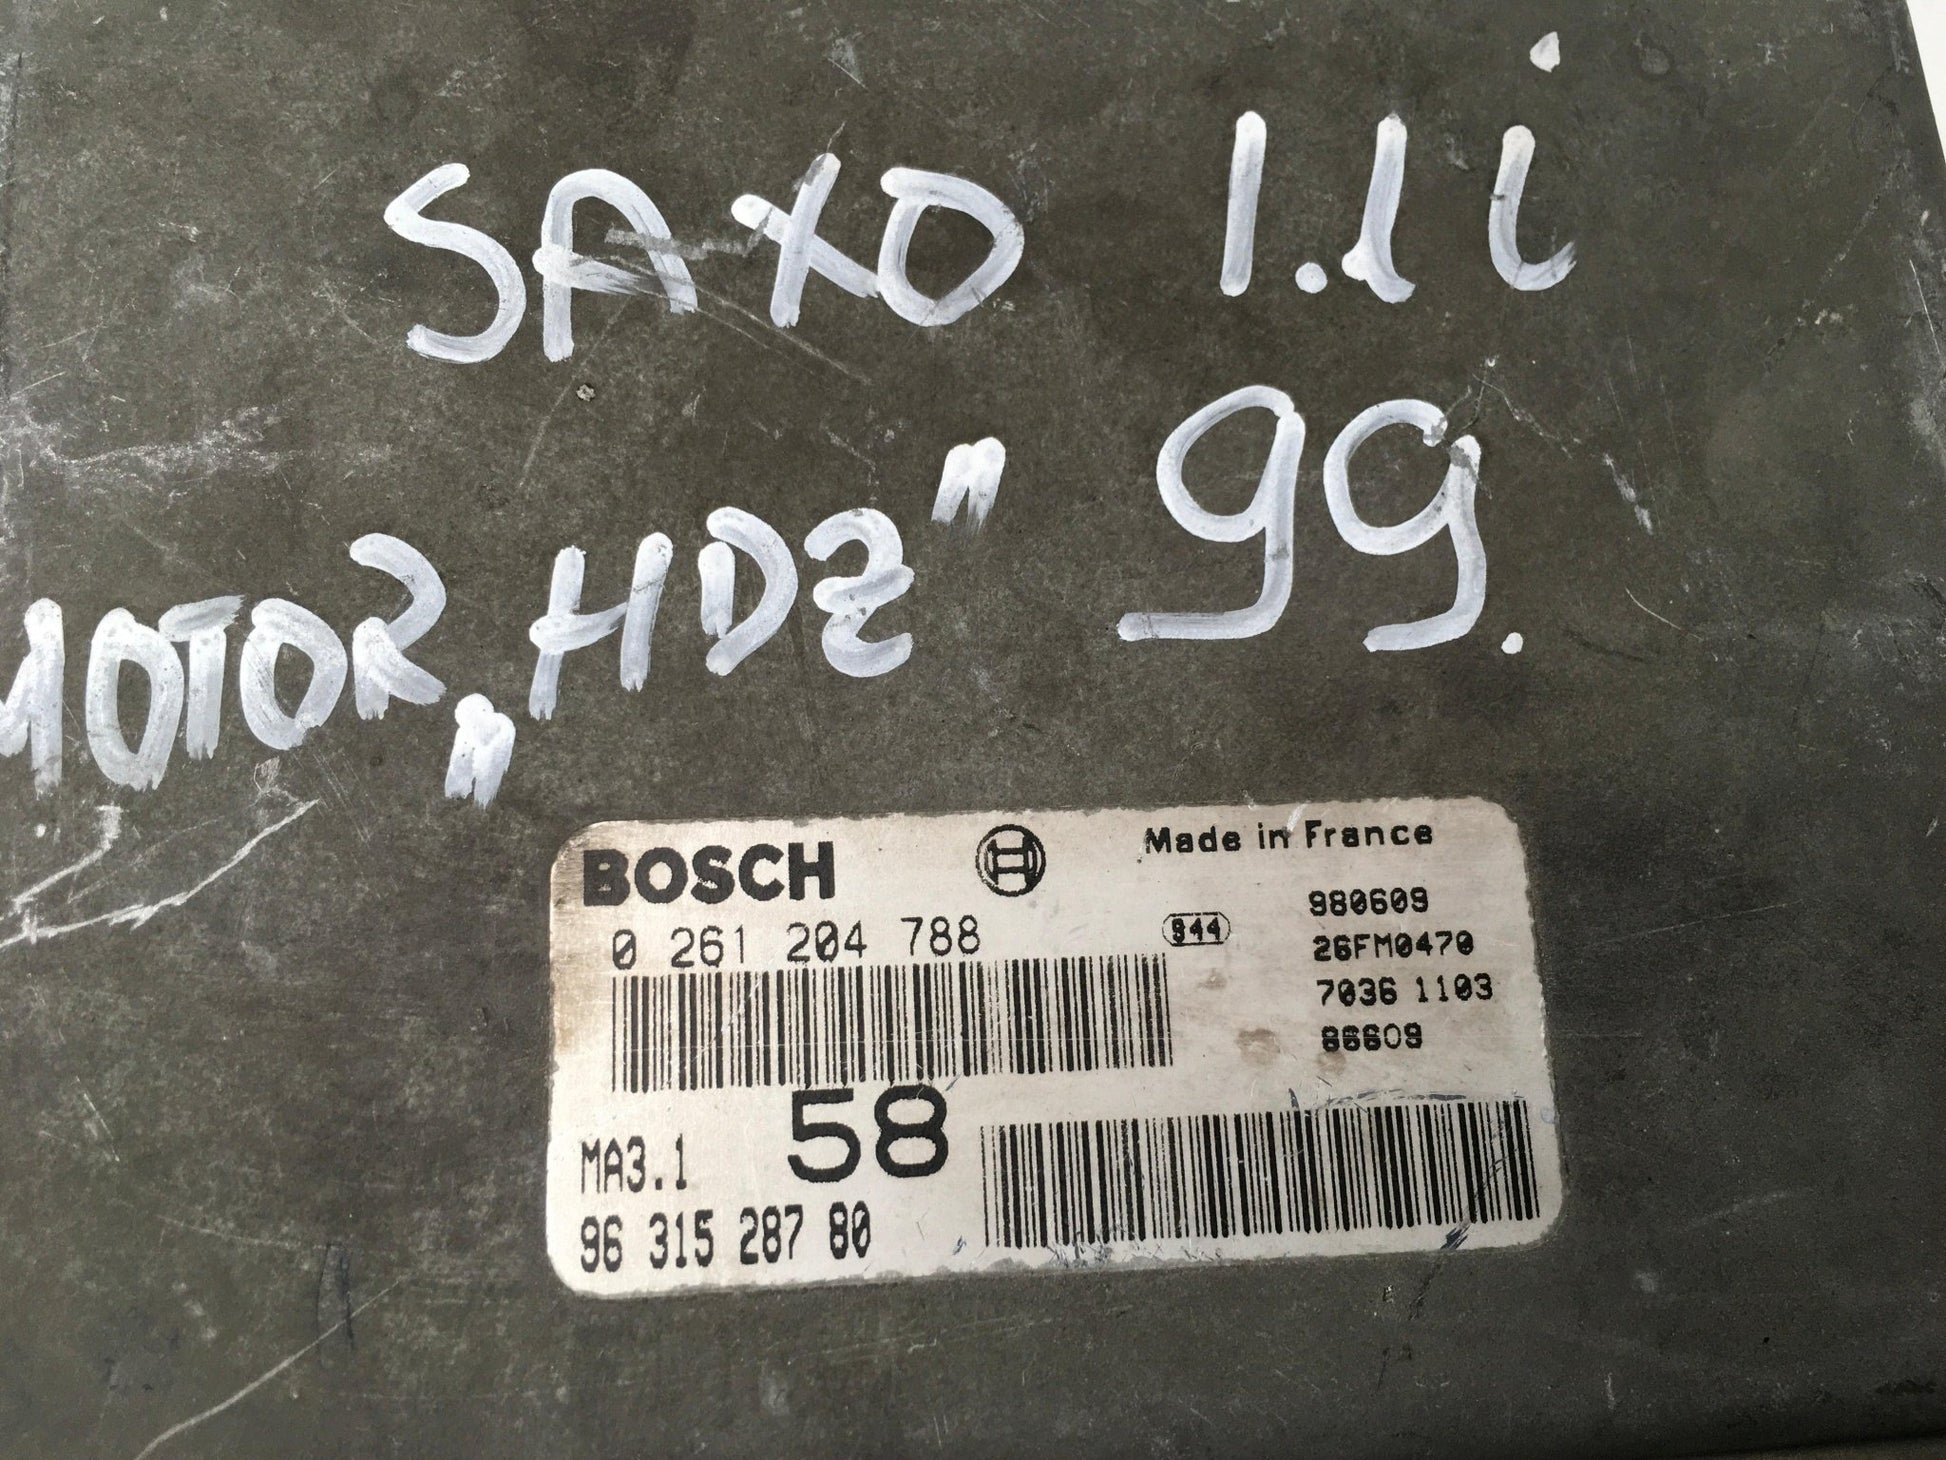 SAXO 1.1i
MOTOR „HDZ" 99.
BOSCH
Made in France
0 261 204 788
944
980609
26FM0470
7036 1103
86609
MA3.1
58
96 315 287 80